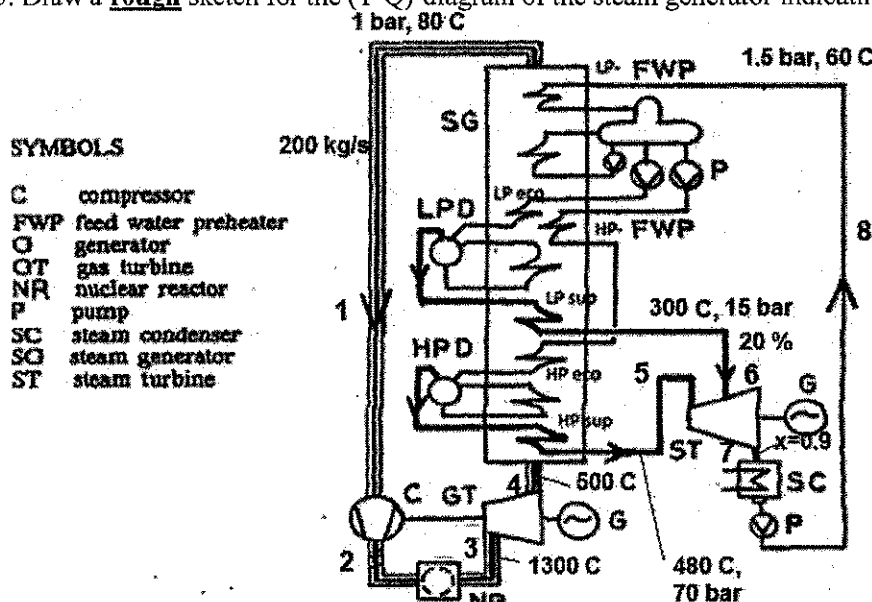 Draw a rough sketch for the (T-Q) diagram of the steam generator indicatin
1 bar, 80 C
LP- FWP
1.5 bar, 60 C
SG
SYMBOLS
200 kg/s
C compressor
FWP feed water preheater
G generator
GT gas turbine
NR nuclear reactor
P pump
SC steam condenser
SG steam generator
ST steam turbine
P
LP eco
LPD
HP- FWP
8
1
LP sup
300 C, 15 bar
20 %
HPD
HP eco
5
6
G
HP sup
ST
7
x=0.9
SC
4
500 C
C
GT
G
P
2
3
1300 C
480 C,
70 bar
NR